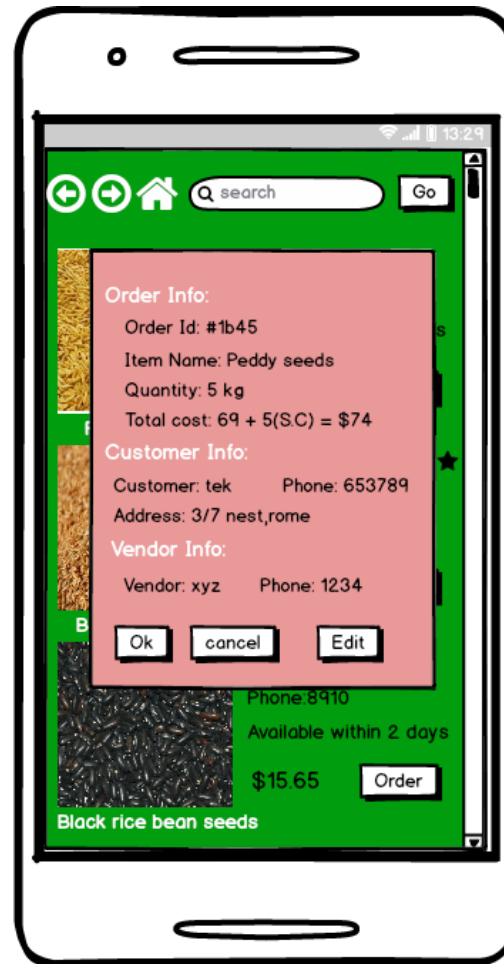 13:29
search Go
Order Info:
Order Id: #1b45
Item Name: Peddy seeds
Quantity: 5 kg
Total cost: 69 + 5(S.C) = $74
Customer Info:
Customer: tek Phone: 653789
Address: 3/7 nest,rome
Vendor Info:
Vendor: xyz Phone: 1234
Ok cancel Edit
Phone:8910
Available within 2 days
$15.65 Order
Black rice bean seeds